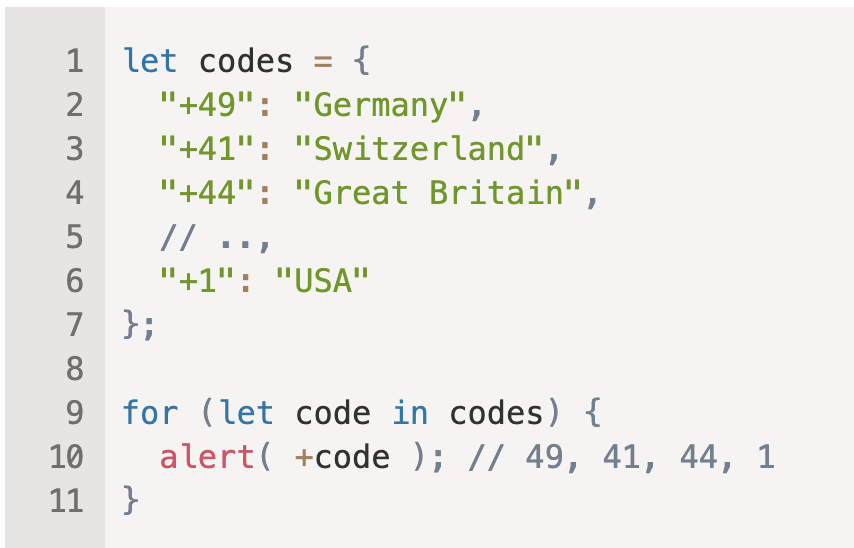 1 let codes = {
2   "+49": "Germany",
3   "+41": "Switzerland",
4   "+44": "Great Britain",
5   // ..,
6   "+1": "USA"
7 };
8
9 for (let code in codes) {
10   alert( +code ); // 49, 41, 44, 1
11 }